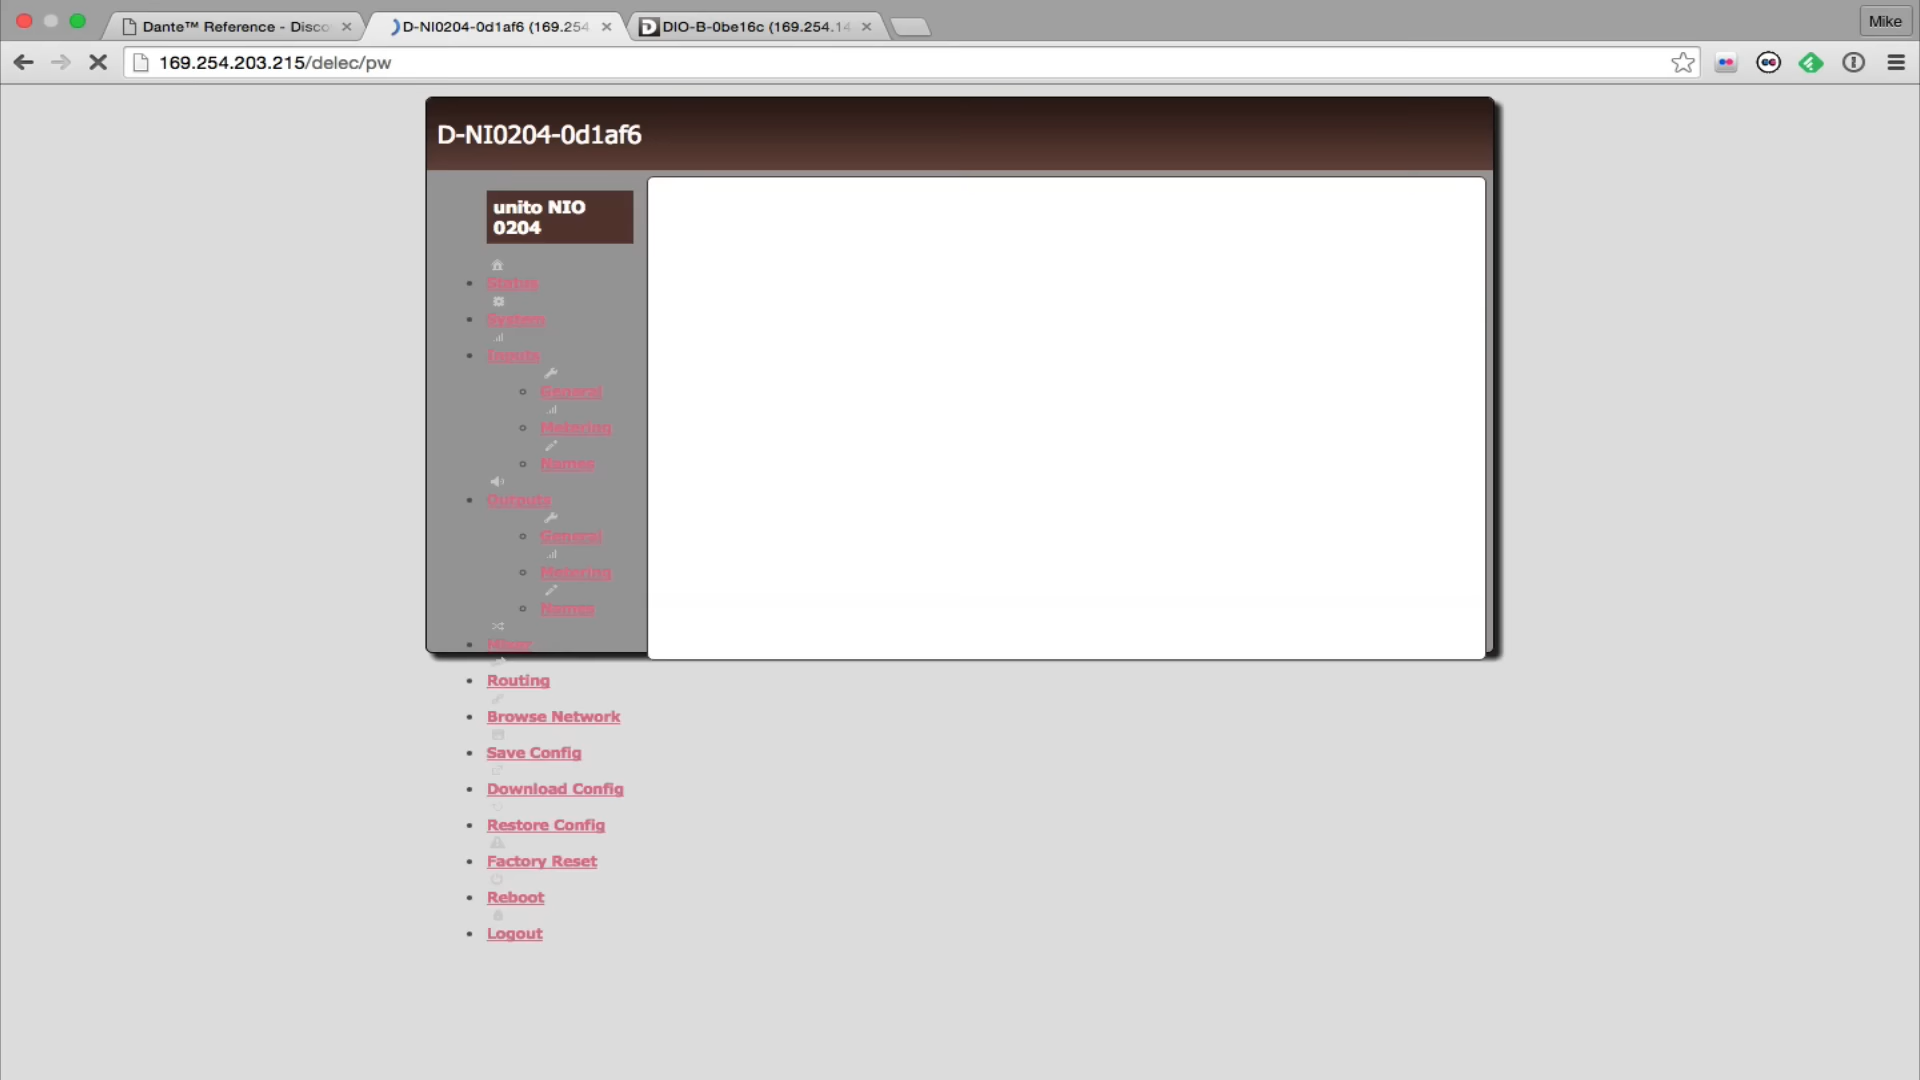 Dante™ Reference - Disco
D-NI0204-0d1af6 (169.254
DIO-B-0be16c (169.254.14
Mike
169.254.203.215/delec/pw
D-NI0204-0d1af6
unito NIO
0204
Status
System
Inputs
General
Metering
Names
Outputs
General
Metering
Names
Mixer
Routing
Browse Network
Save Config
Download Config
Restore Config
Factory Reset
Reboot
Logout